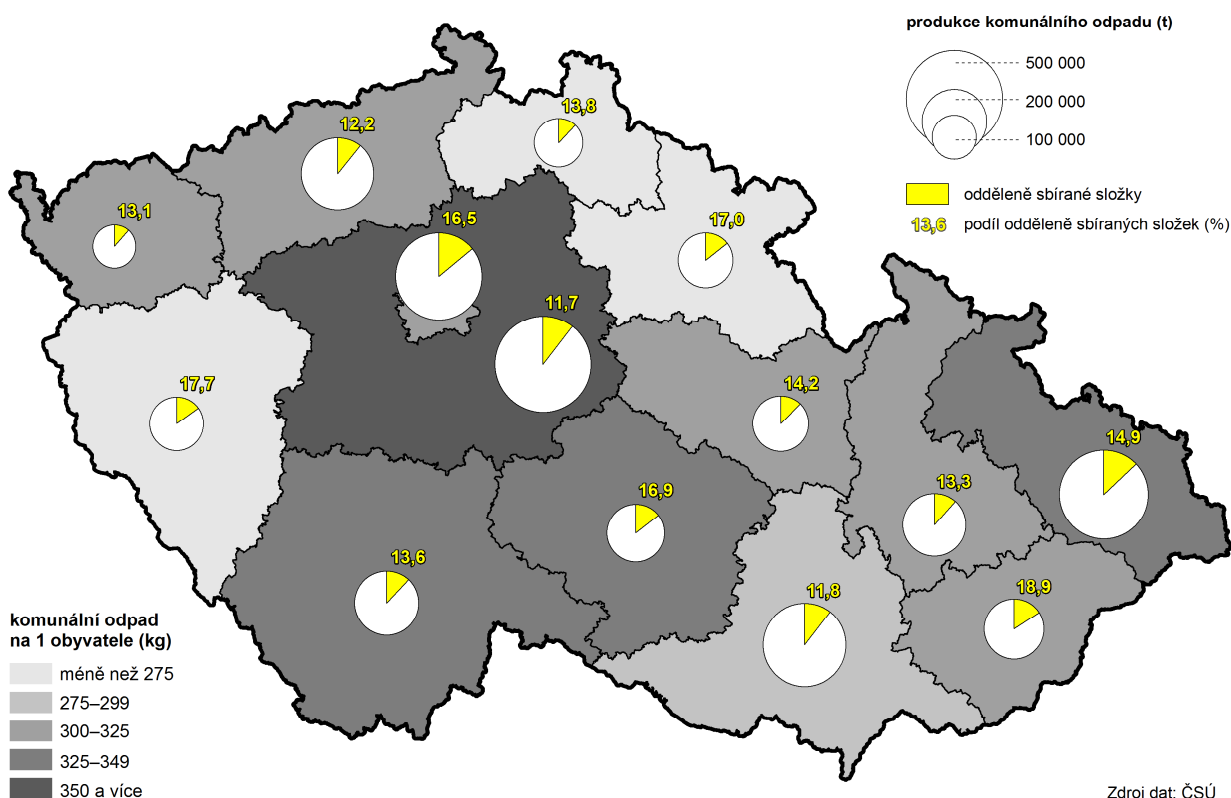 produkce komunálního odpadu (t)
500 000
200 000
100 000
odděleně sbírané složky
13,6 podíl odděleně sbíraných složek (%)
13,8
12,2
13,1
16,5
17,0
11,7
17,7
14,2
14,9
16,9
13,3
13,6
11,8
18,9
komunální odpad
na 1 obyvatele (kg)
méně než 275
275–299
300–325
325–349
350 a více
Zdroj dat: ČSÚ